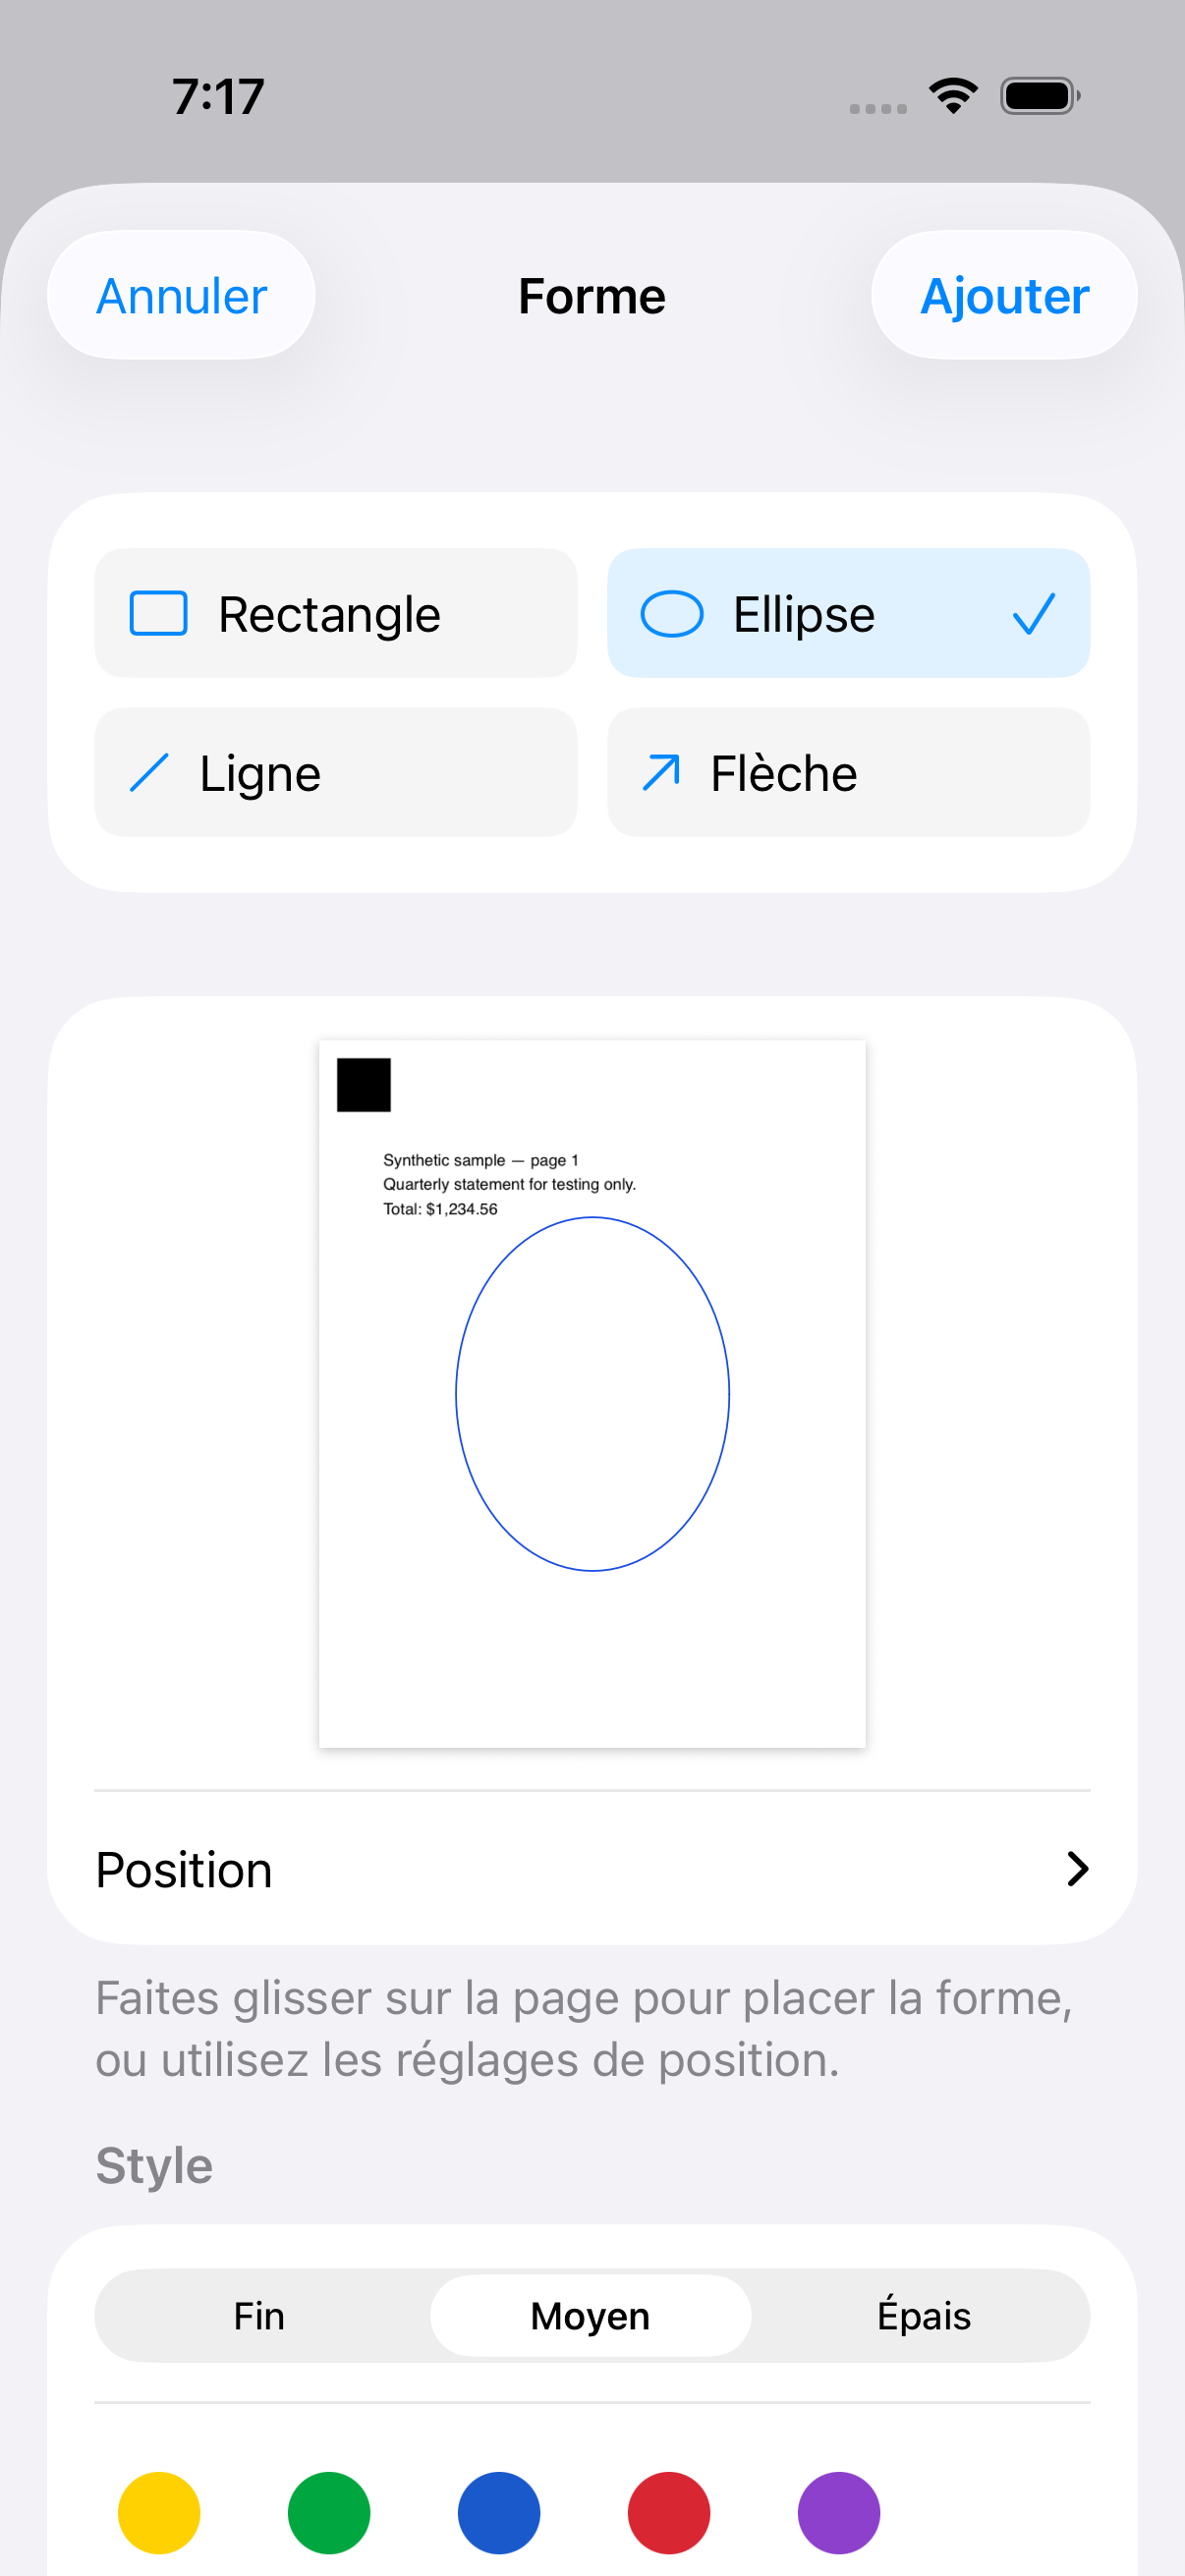 7:17
Annuler
Forme
Ajouter
Rectangle
Ellipse
Ligne
Flèche
Synthetic sample — page 1
Quarterly statement for testing only.
Total: $1,234.56
Position
Faites glisser sur la page pour placer la forme,
ou utilisez les réglages de position.
Style
Fin
Moyen
Épais